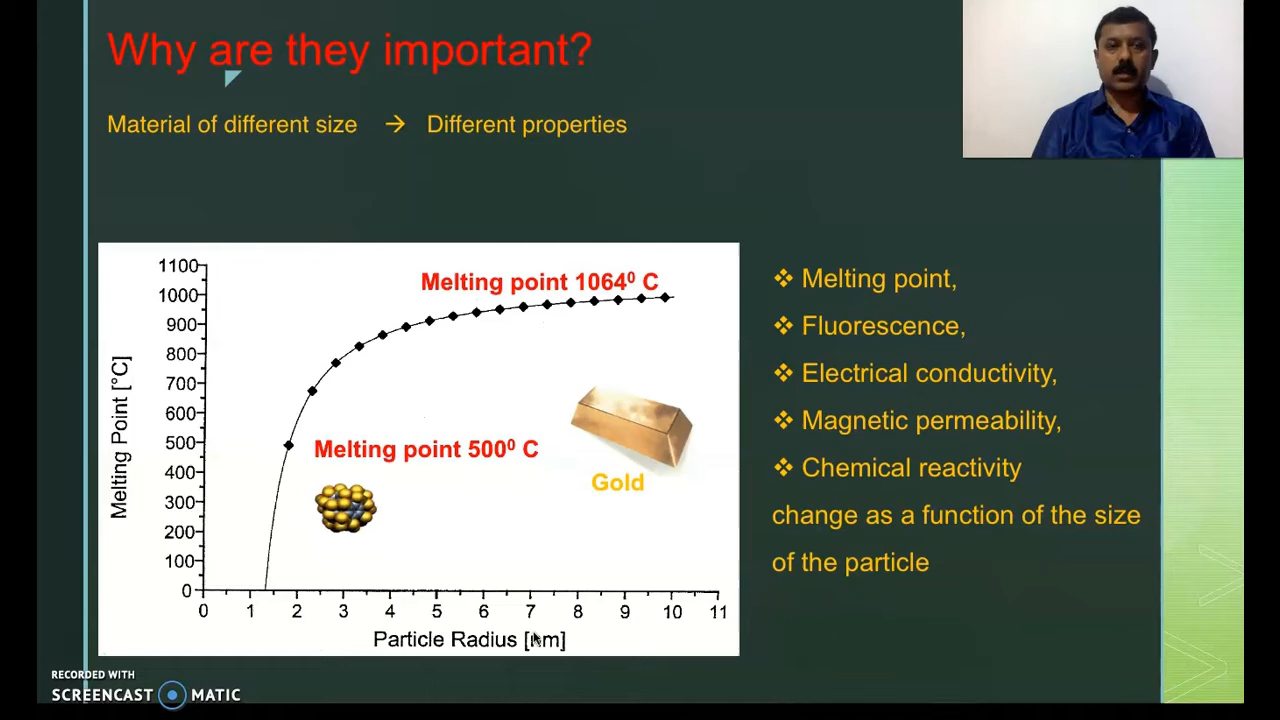 Why are they important?
Material of different size → Different properties
Melting point 1064⁰ C
Melting point 500⁰ C
Gold
Melting Point [°C]
1100
1000
900
800
700
600
500
400
300
200
100
0
0 1 2 3 4 5 6 7 8 9 10 11
Particle Radius [nm]
❖ Melting point,
❖ Fluorescence,
❖ Electrical conductivity,
❖ Magnetic permeability,
❖ Chemical reactivity
change as a function of the size
of the particle
RECORDED WITH
SCREENCAST MATIC